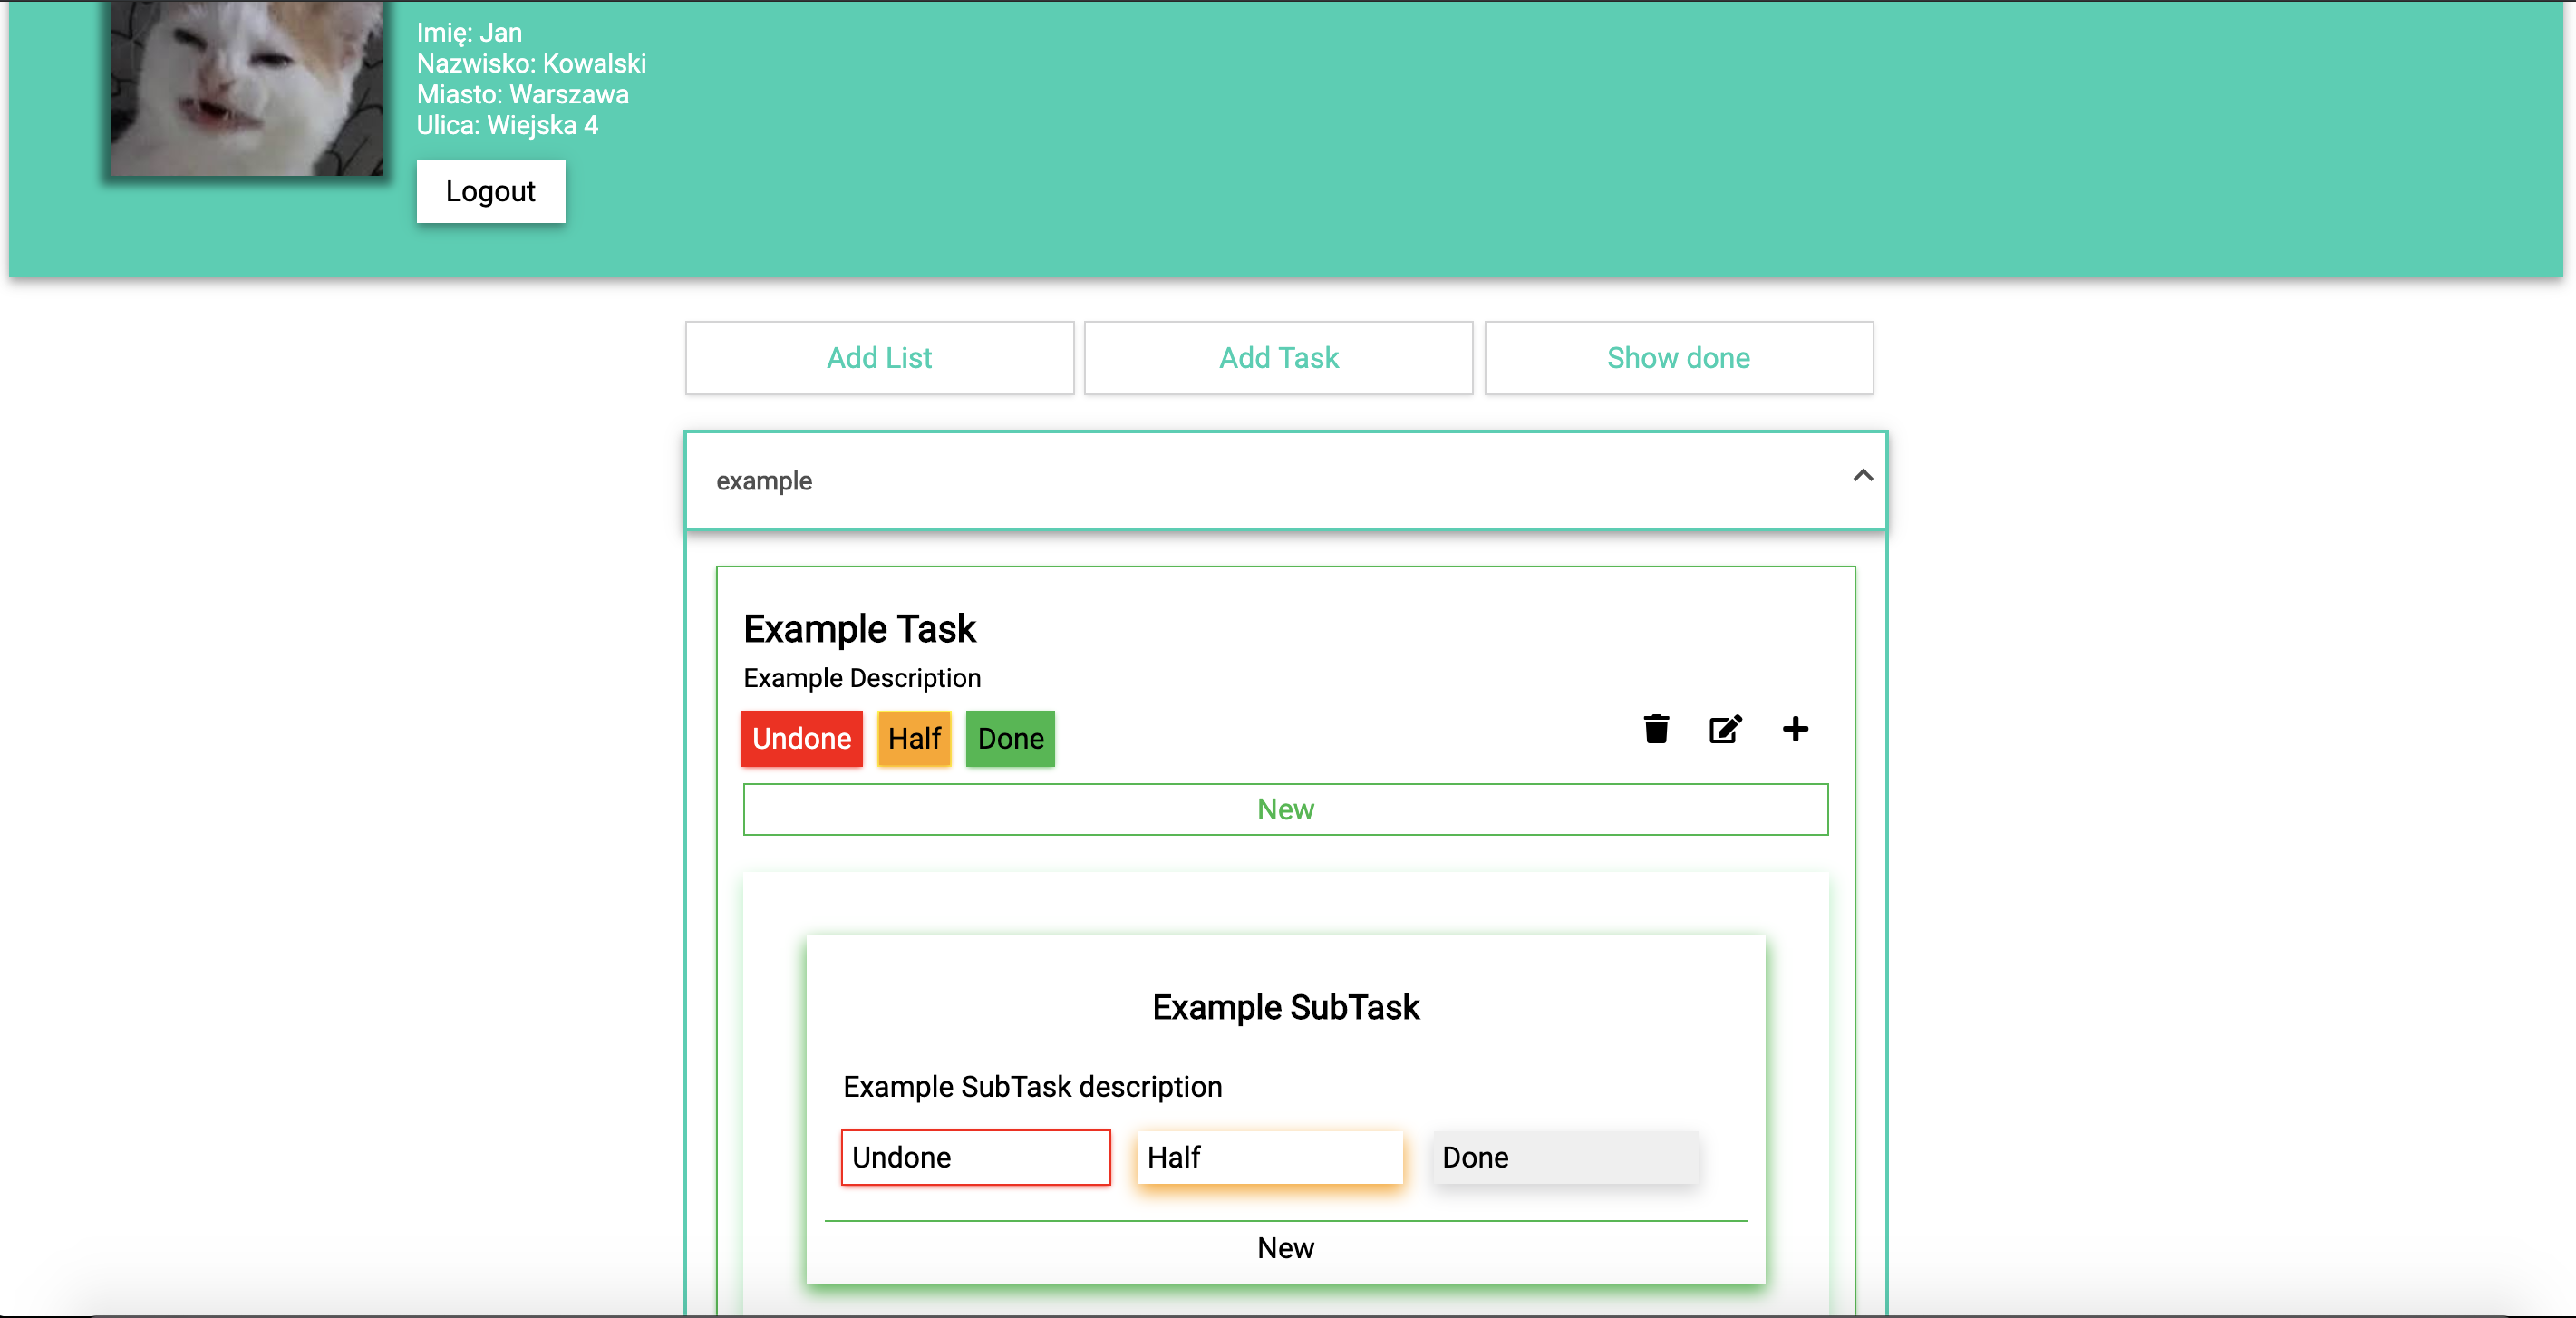 Imię: Jan
Nazwisko: Kowalski
Miasto: Warszawa
Ulica: Wiejska 4
Logout
Add List
Add Task
Show done
example
Example Task
Example Description
Undone
Half
Done
New
Example SubTask
Example SubTask description
Undone
Half
Done
New